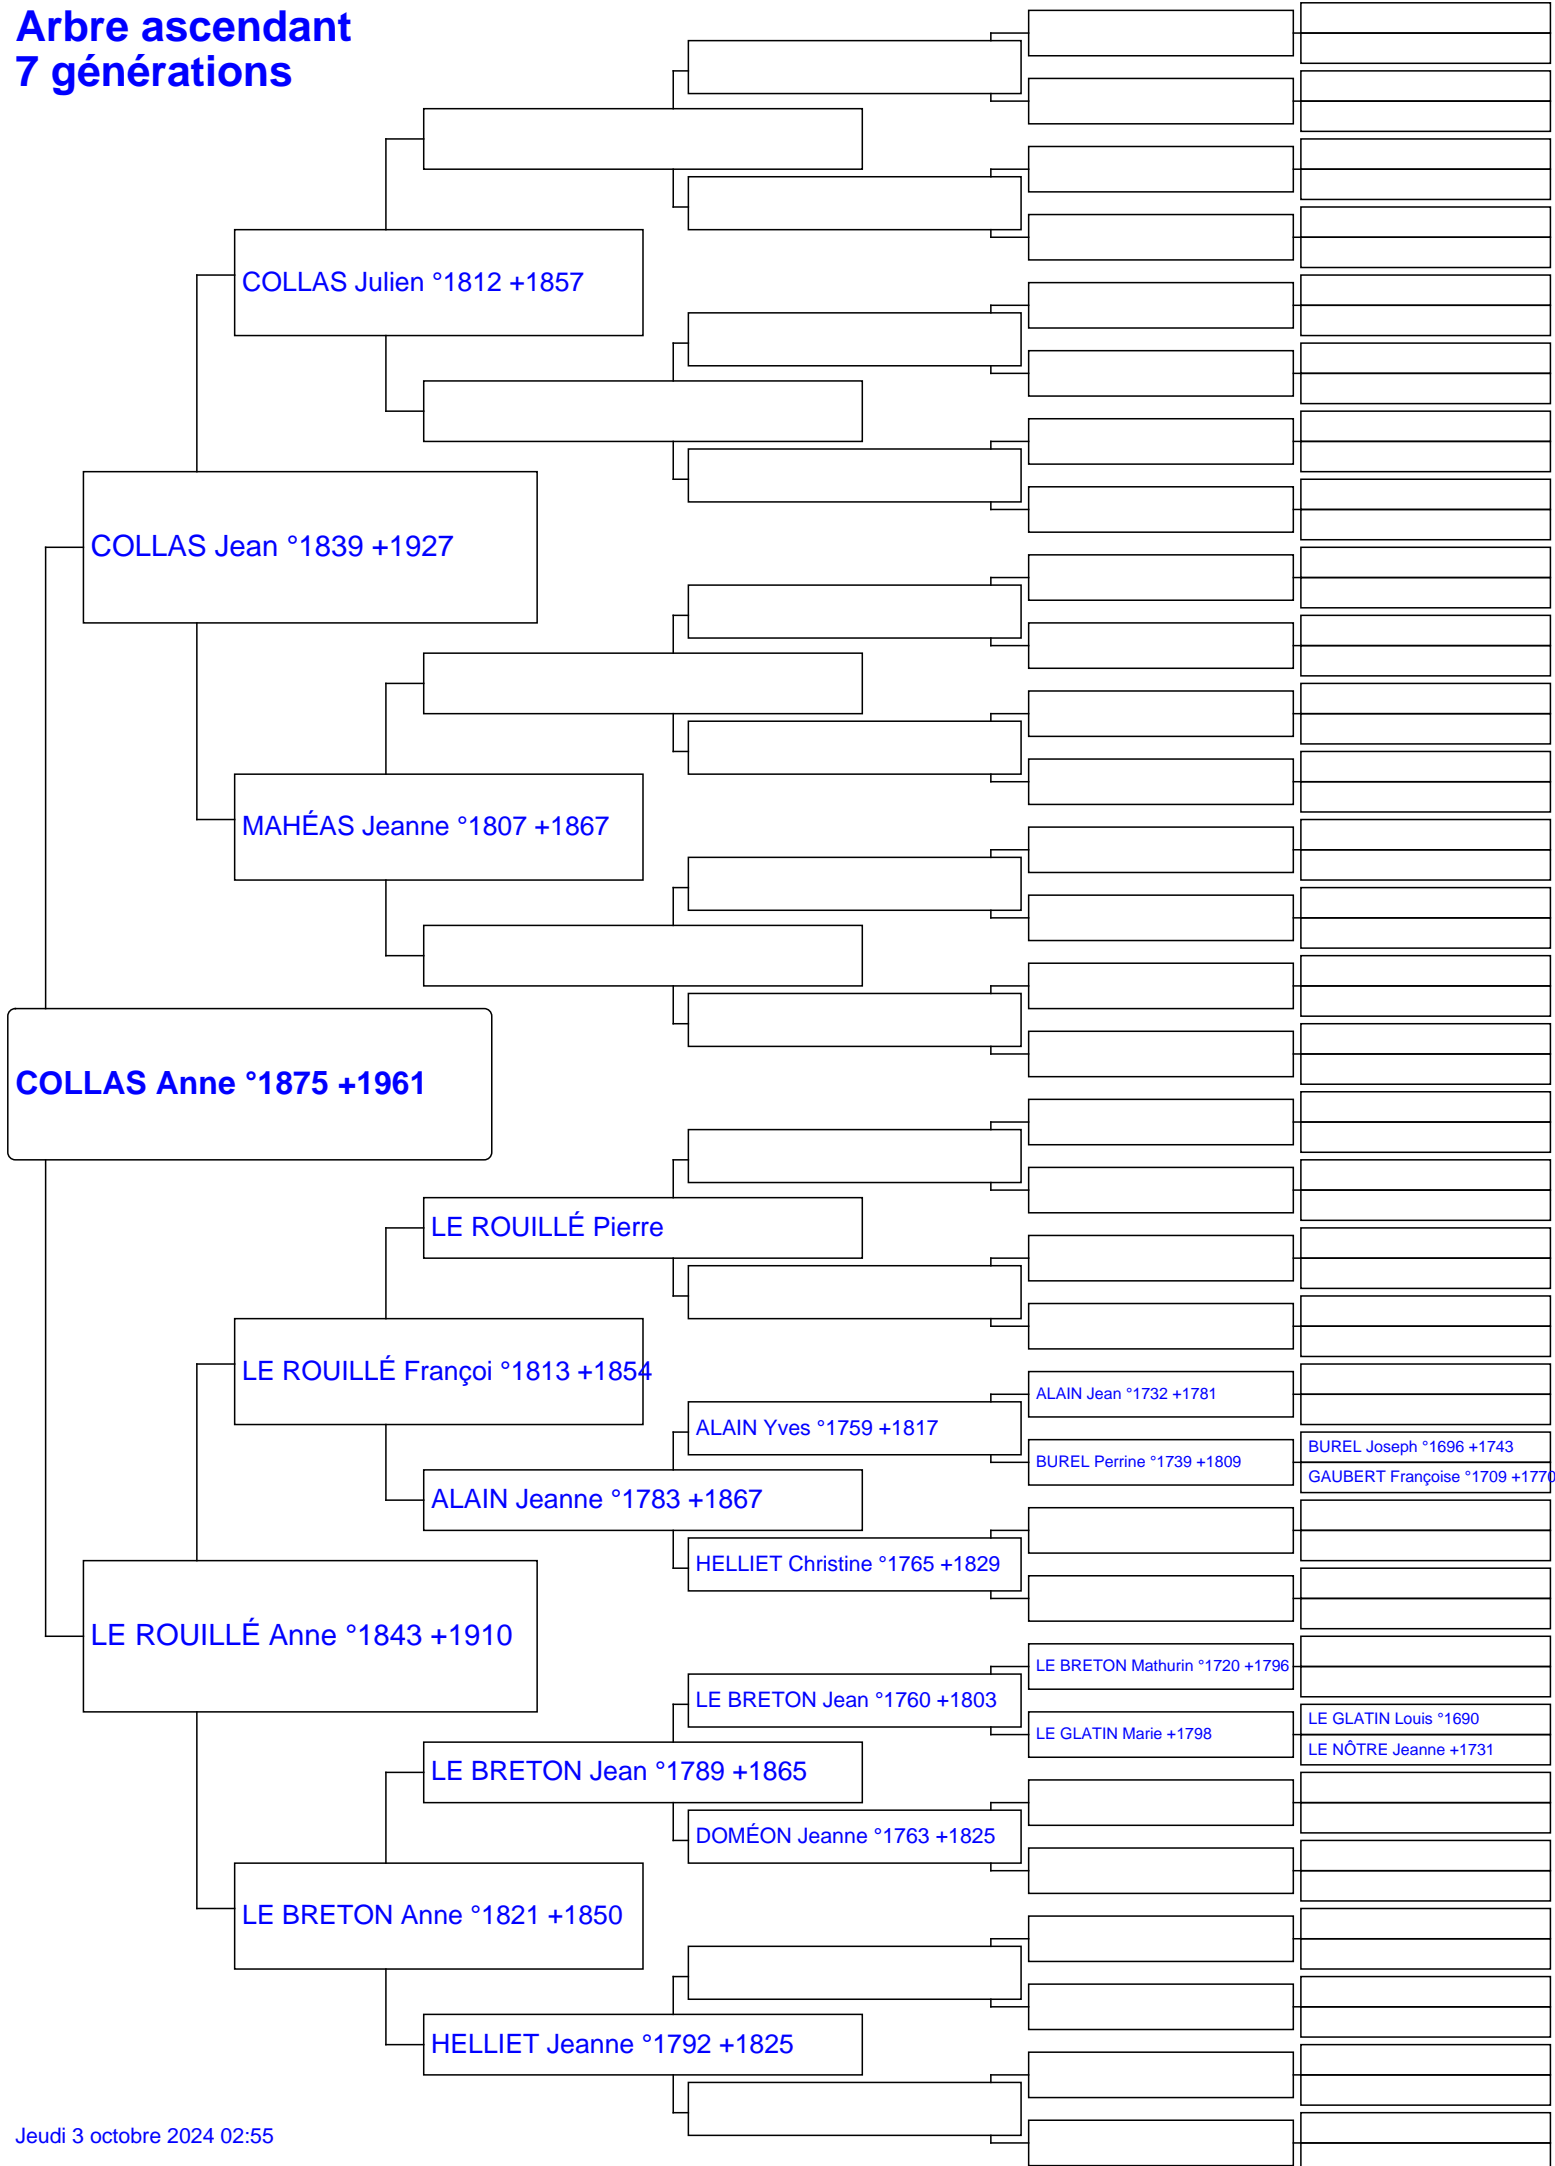 Arbre ascendant
7 générations
COLLAS Julien °1812 +1857
COLLAS Jean °1839 +1927
MAHÉAS Jeanne °1807 +1867
COLLAS Anne °1875 +1961
LE ROUILLÉ Pierre
LE ROUILLÉ Françoi °1813 +1854
ALAIN Jean °1732 +1781
ALAIN Yves °1759 +1817
BUREL Joseph °1696 +1743
BUREL Perrine °1739 +1809
GAUBERT Françoise °1709 +1770
ALAIN Jeanne °1783 +1867
HELLIET Christine °1765 +1829
LE ROUILLÉ Anne °1843 +1910
LE BRETON Mathurin °1720 +1796
LE BRETON Jean °1760 +1803
LE GLATIN Louis °1690
LE GLATIN Marie +1798
LE NÔTRE Jeanne +1731
LE BRETON Jean °1789 +1865
DOMÉON Jeanne °1763 +1825
LE BRETON Anne °1821 +1850
HELLIET Jeanne °1792 +1825
Jeudi 3 octobre 2024 02:55